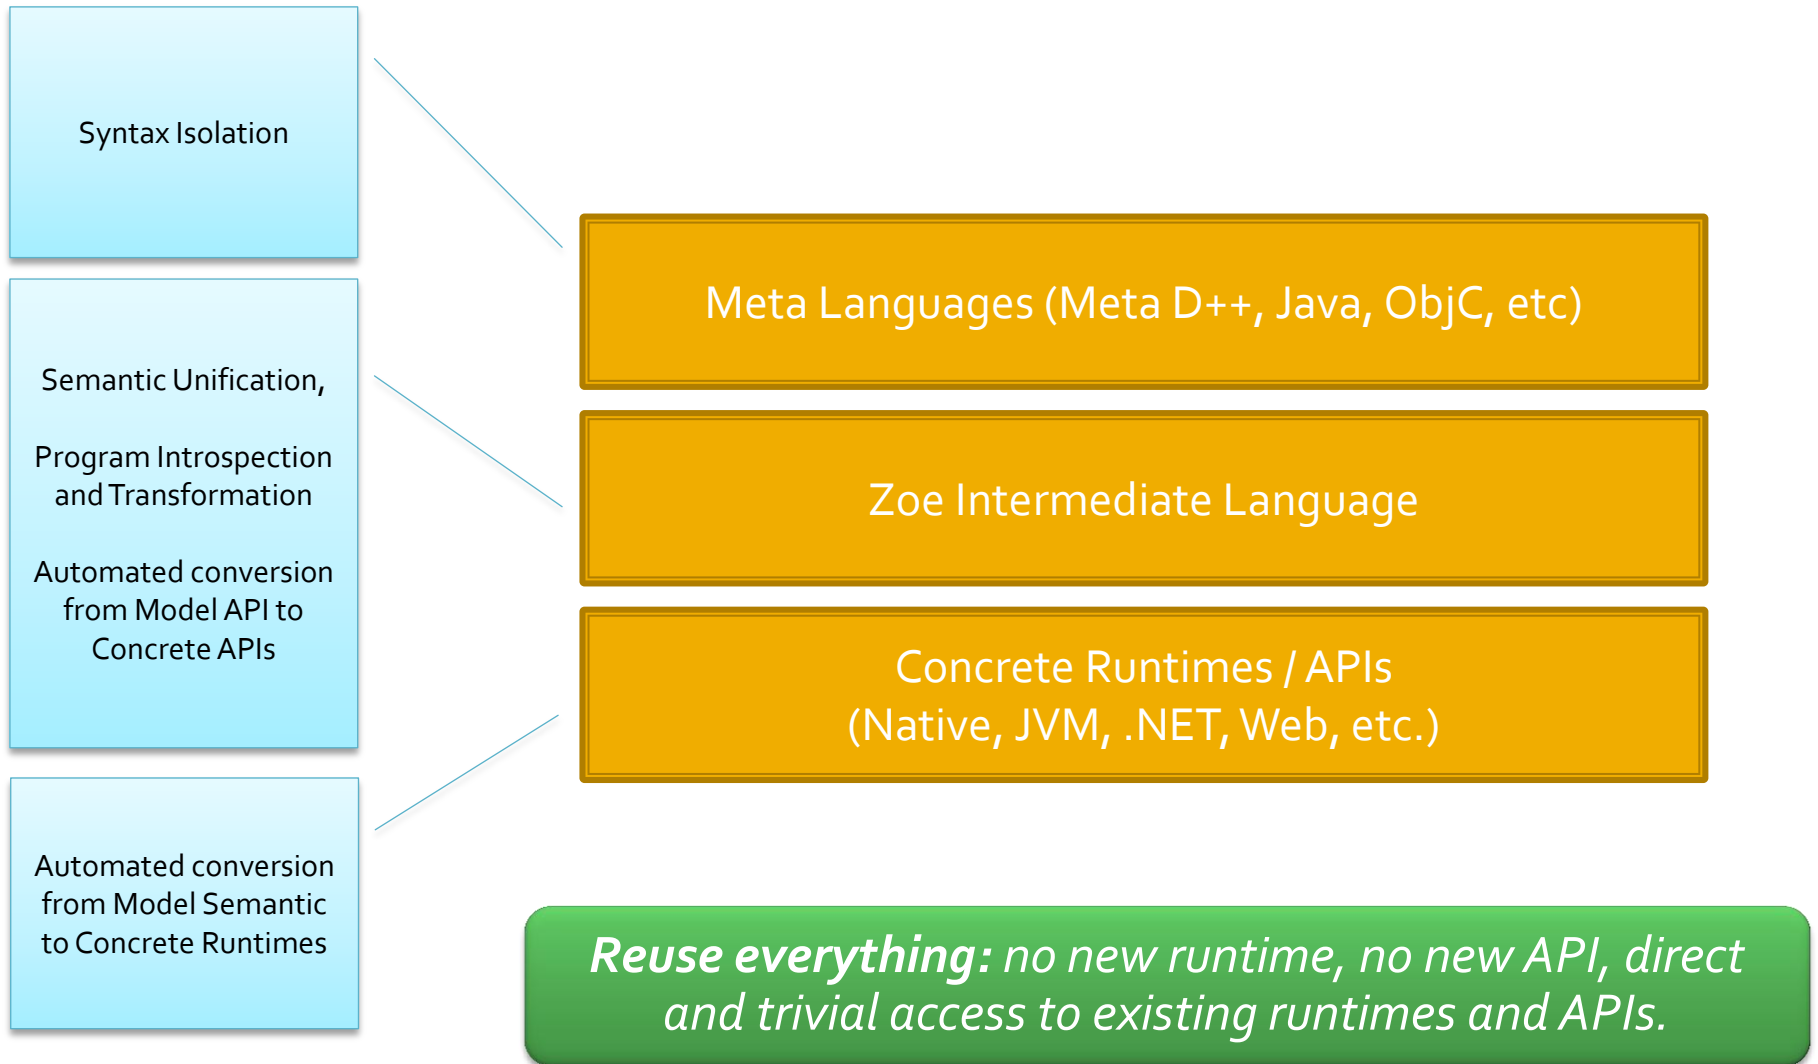 Syntax Isolation
Semantic Unification,
Program Introspection
and Transformation
Automated conversion
from Model API to
Concrete APIs
Automated conversion
from Model Semantic
to Concrete Runtimes
Meta Languages (Meta D++, Java, ObjC, etc)
Zoe Intermediate Language
Concrete Runtimes / APIs
(Native, JVM, .NET, Web, etc.)
Reuse everything: no new runtime, no new API, direct
and trivial access to existing runtimes and APIs.